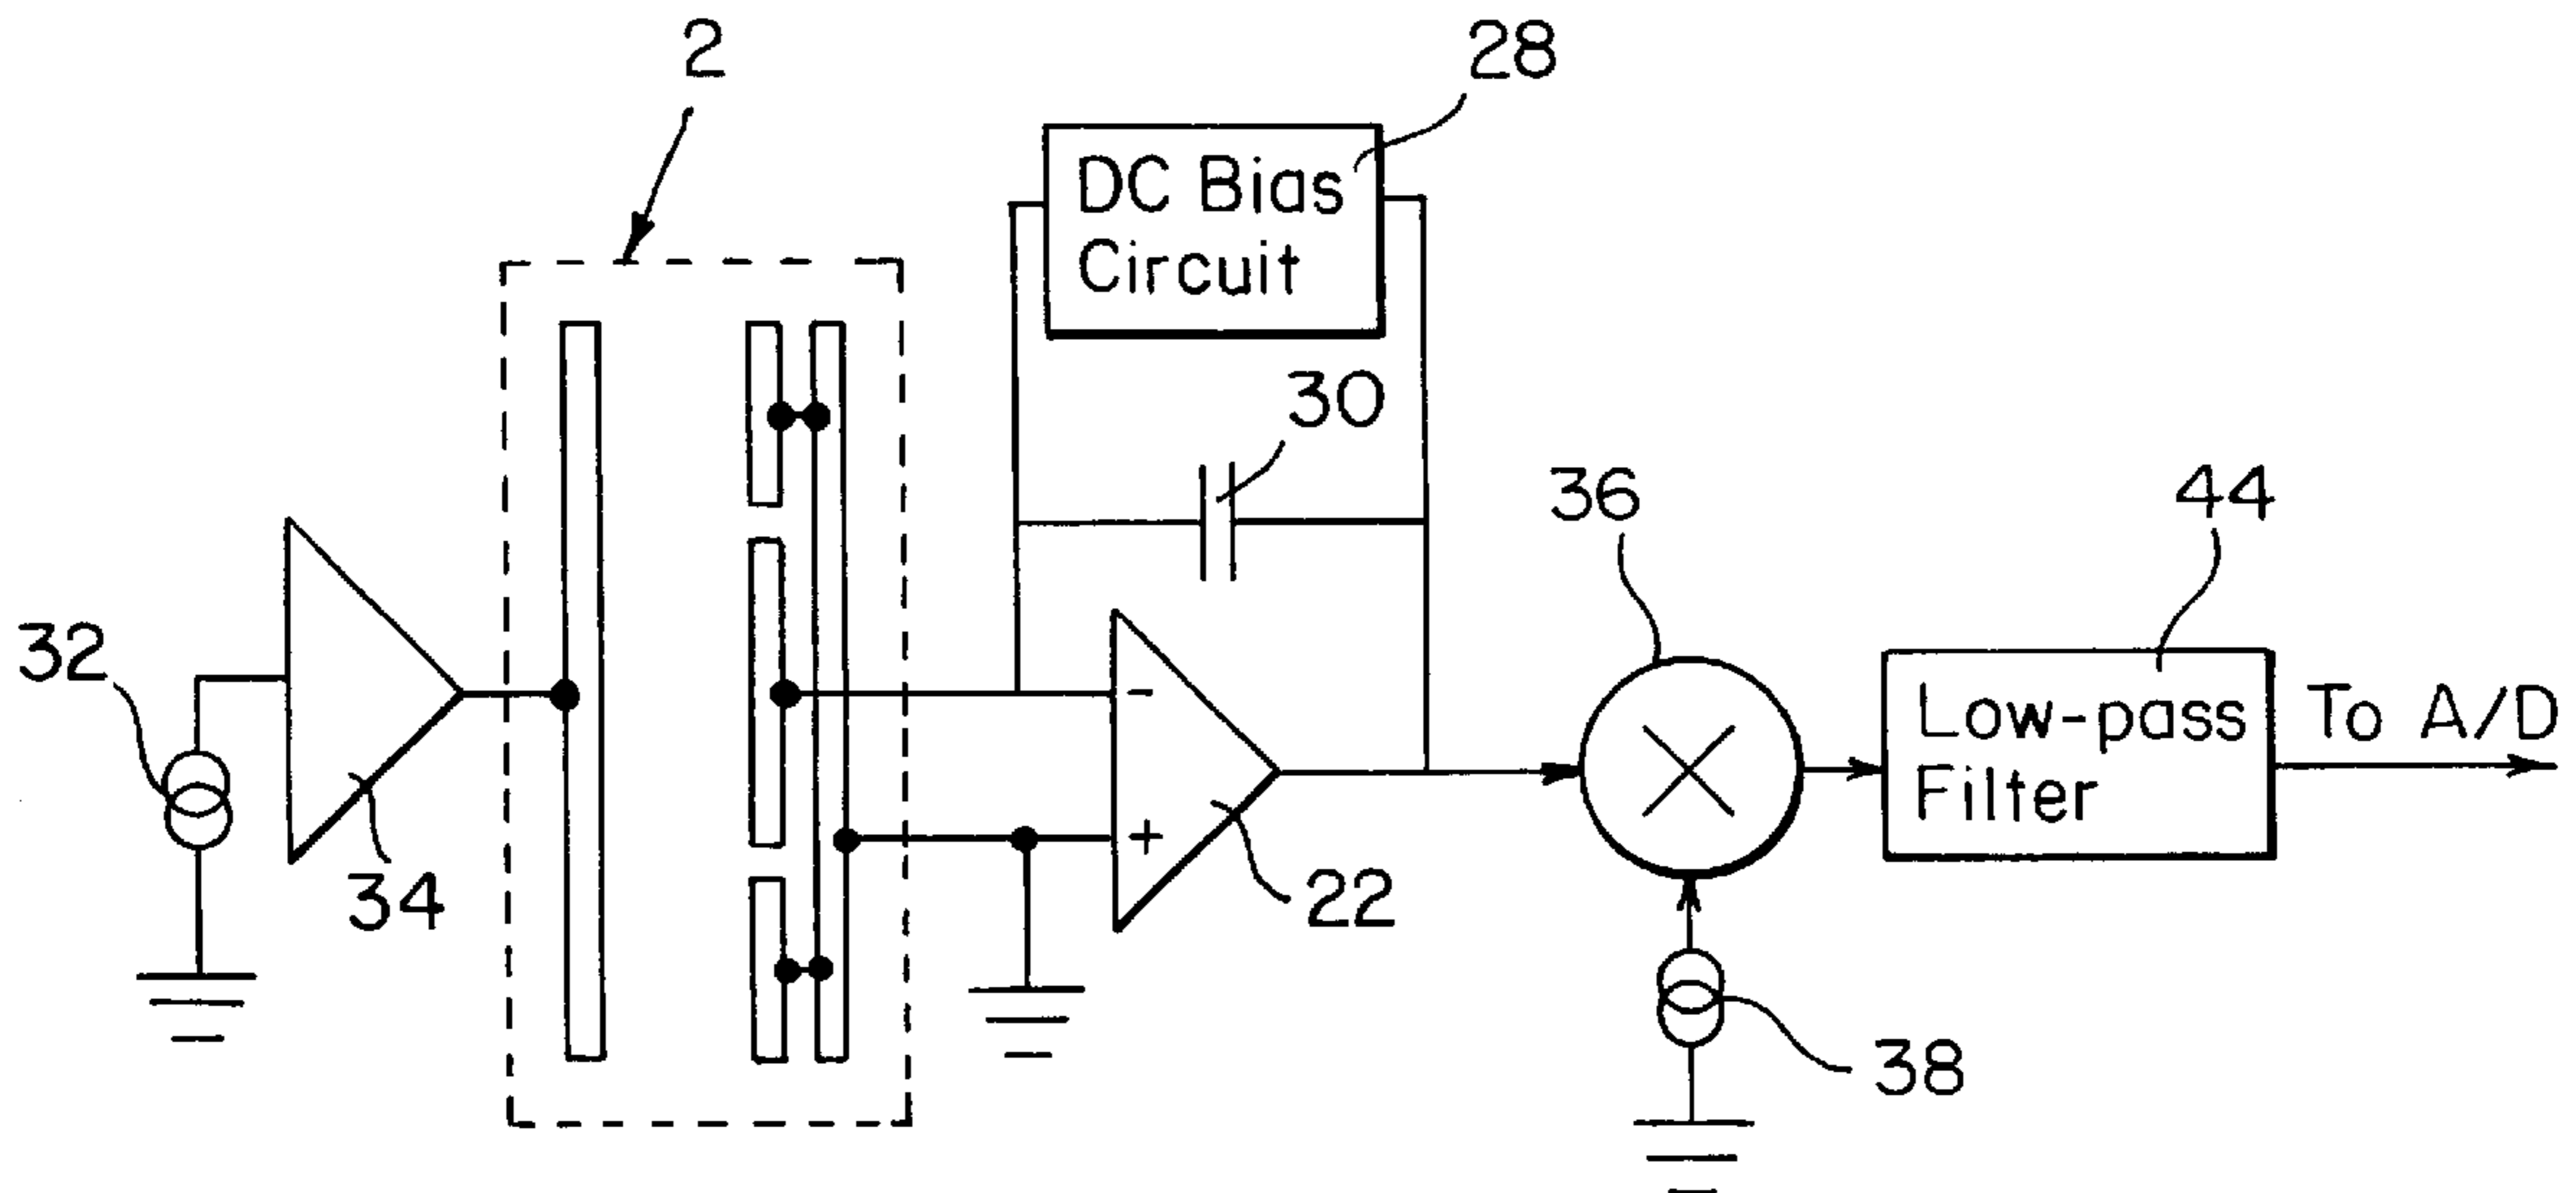 2
28
DC Bias
Circuit
30
36
44
32
-
Low-pass
Filter
To A/D
+
34
22
38